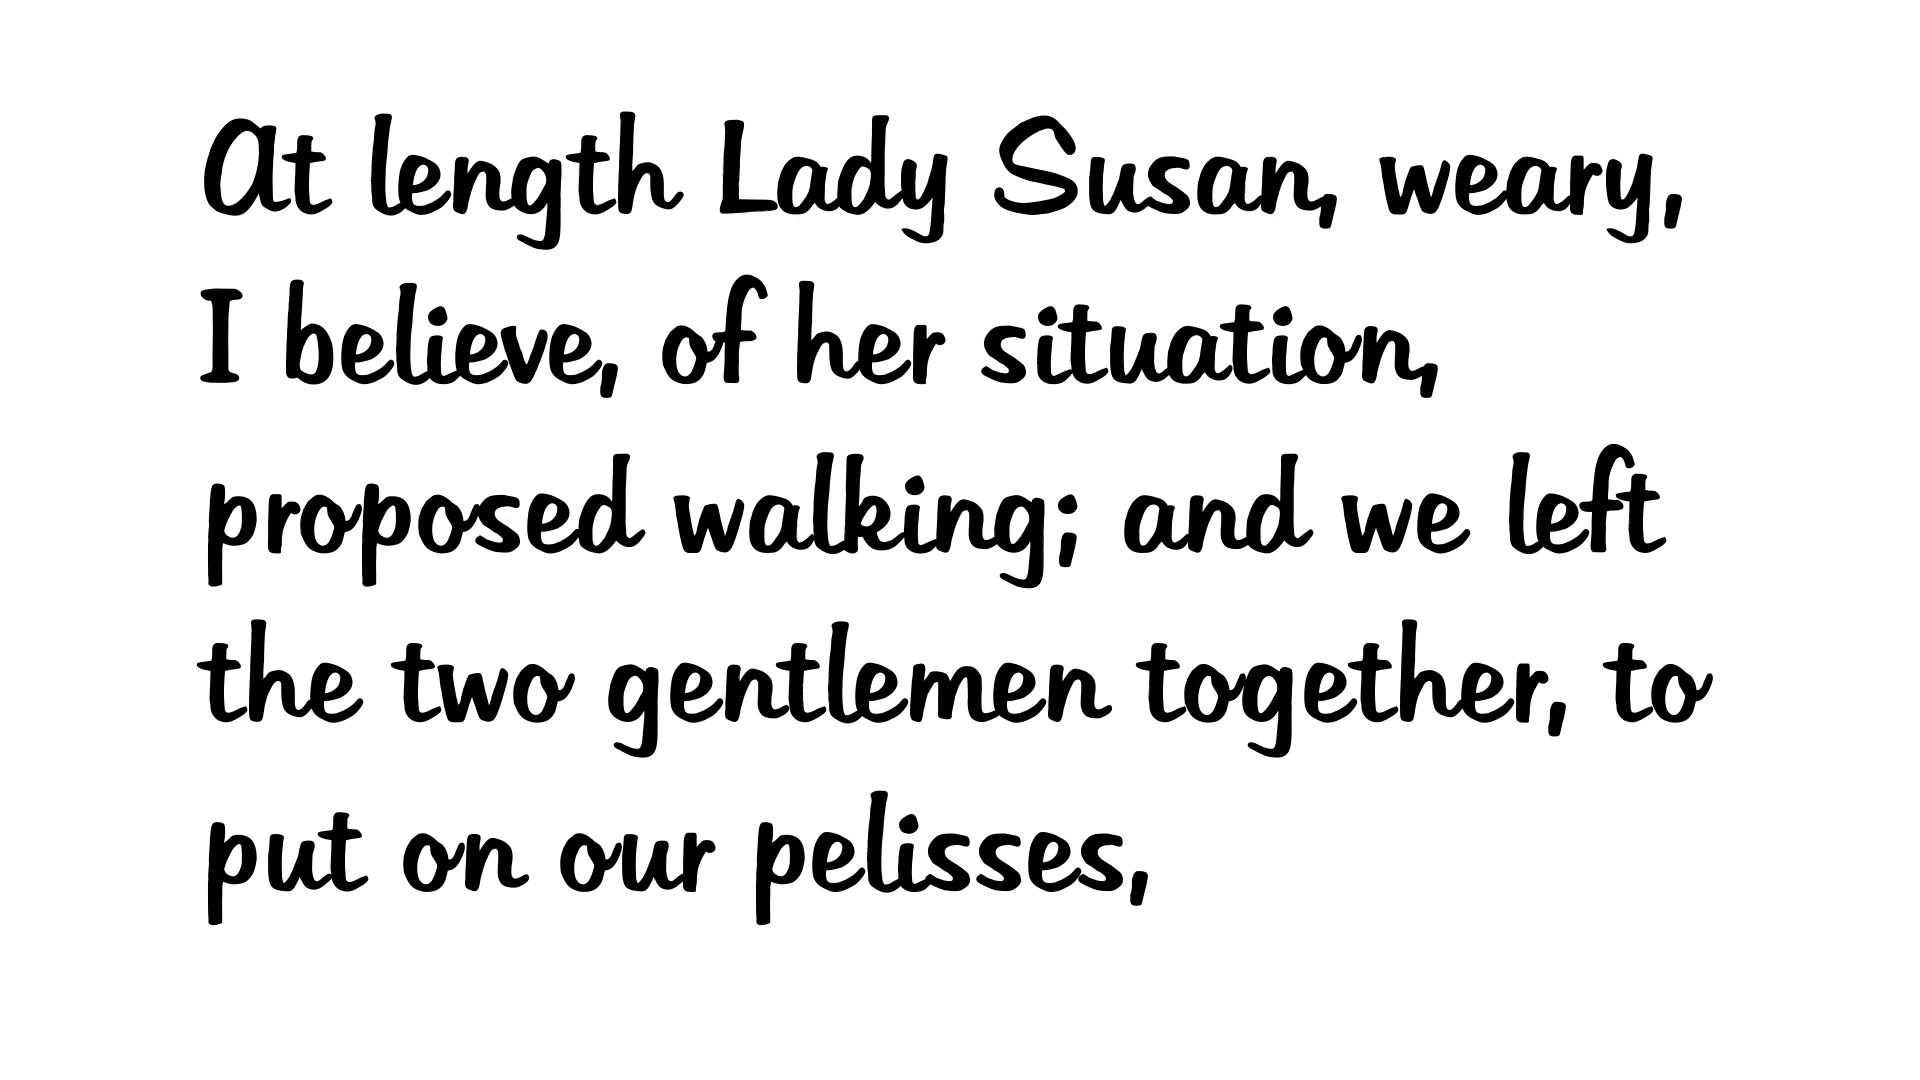 At length Lady Susan, weary,
I believe, of her situation,
proposed walking; and we left
the two gentlemen together, to
put on our pelisses,